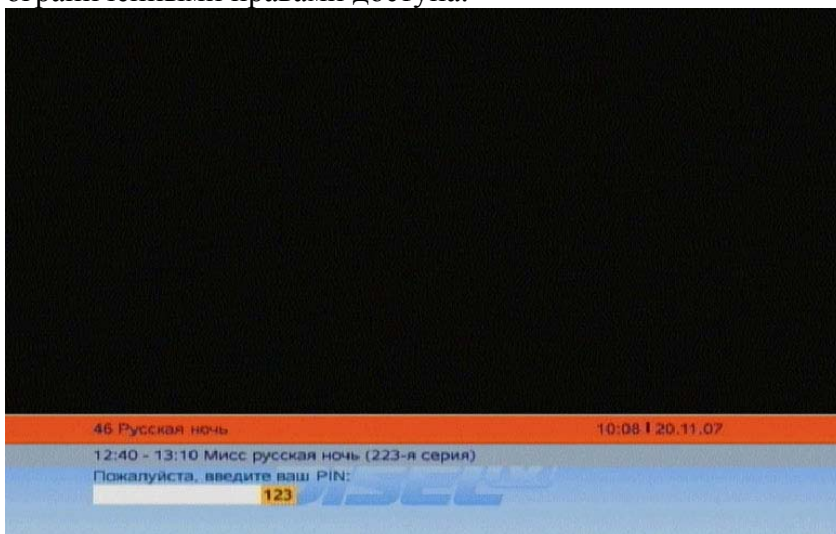 ограниченными правами доступа.
46 Русская ночь 10:08 20.11.07
12:40 - 13:10 Мисс русская ночь (223-я серия)
Пожалуйста, введите ваш PIN:
123